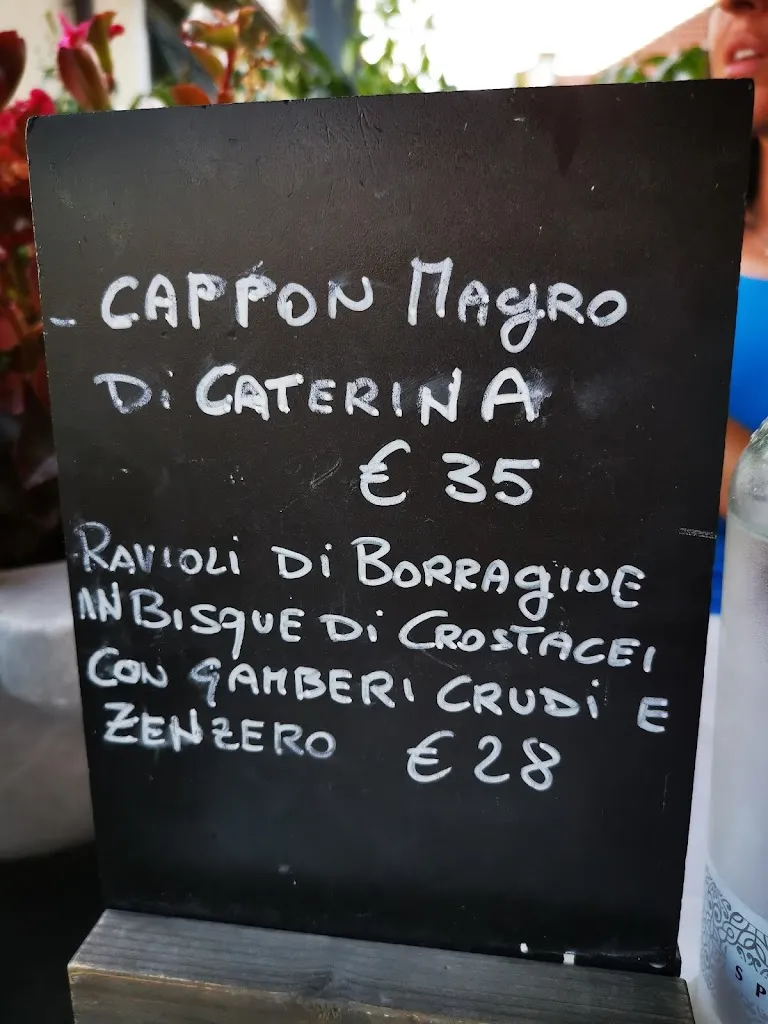 - CAPPON MAgRO
Di CATERINA
€ 35
RAVIOLi Di BORRAgINE
IN BISqUE Di CROSTACEI
CON gAMBERI CRUDi E
ZENZERO € 28
S P